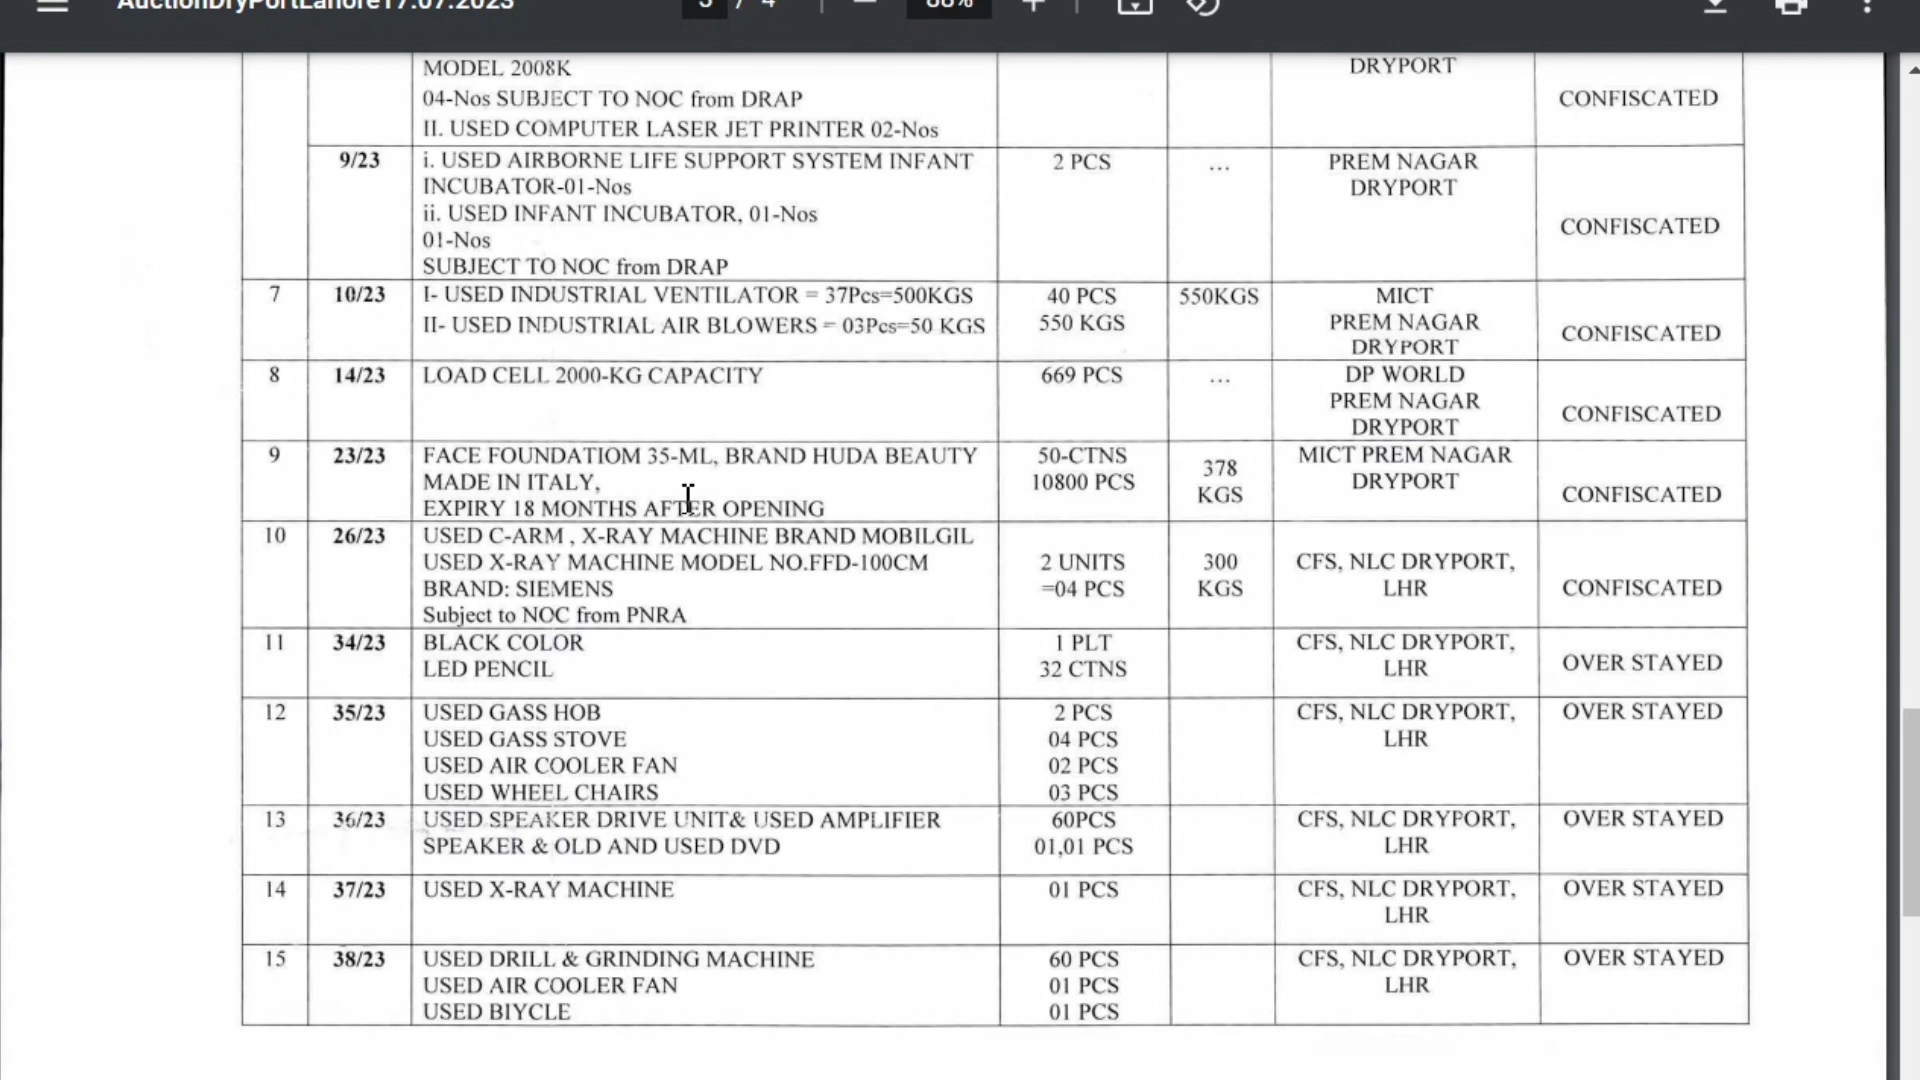 AuctionDryPortLahore17.07.2023 3 / 4 88%
MODEL 2008K
04-Nos SUBJECT TO NOC from DRAP
II. USED COMPUTER LASER JET PRINTER 02-Nos
DRYPORT
CONFISCATED
9/23
i. USED AIRBORNE LIFE SUPPORT SYSTEM INFANT
INCUBATOR-01-Nos
ii. USED INFANT INCUBATOR, 01-Nos
01-Nos
SUBJECT TO NOC from DRAP
2 PCS
...
PREM NAGAR
DRYPORT
CONFISCATED
7
10/23
I- USED INDUSTRIAL VENTILATOR = 37Pcs=500KGS
II- USED INDUSTRIAL AIR BLOWERS = 03Pcs=50 KGS
40 PCS
550 KGS
550KGS
MICT
PREM NAGAR
DRYPORT
CONFISCATED
8
14/23
LOAD CELL 2000-KG CAPACITY
669 PCS
...
DP WORLD
PREM NAGAR
DRYPORT
CONFISCATED
9
23/23
FACE FOUNDATIOM 35-ML, BRAND HUDA BEAUTY
MADE IN ITALY,
EXPIRY 18 MONTHS AFTER OPENING
50-CTNS
10800 PCS
378
KGS
MICT PREM NAGAR
DRYPORT
CONFISCATED
10
26/23
USED C-ARM , X-RAY MACHINE BRAND MOBILGIL
USED X-RAY MACHINE MODEL NO.FFD-100CM
BRAND: SIEMENS
Subject to NOC from PNRA
2 UNITS
=04 PCS
300
KGS
CFS, NLC DRYPORT,
LHR
CONFISCATED
11
34/23
BLACK COLOR
LED PENCIL
1 PLT
32 CTNS
CFS, NLC DRYPORT,
LHR
OVER STAYED
12
35/23
USED GASS HOB
USED GASS STOVE
USED AIR COOLER FAN
USED WHEEL CHAIRS
2 PCS
04 PCS
02 PCS
03 PCS
CFS, NLC DRYPORT,
LHR
OVER STAYED
13
36/23
USED SPEAKER DRIVE UNIT& USED AMPLIFIER
SPEAKER & OLD AND USED DVD
60PCS
01,01 PCS
CFS, NLC DRYPORT,
LHR
OVER STAYED
14
37/23
USED X-RAY MACHINE
01 PCS
CFS, NLC DRYPORT,
LHR
OVER STAYED
15
38/23
USED DRILL & GRINDING MACHINE
USED AIR COOLER FAN
USED BIYCLE
60 PCS
01 PCS
01 PCS
CFS, NLC DRYPORT,
LHR
OVER STAYED